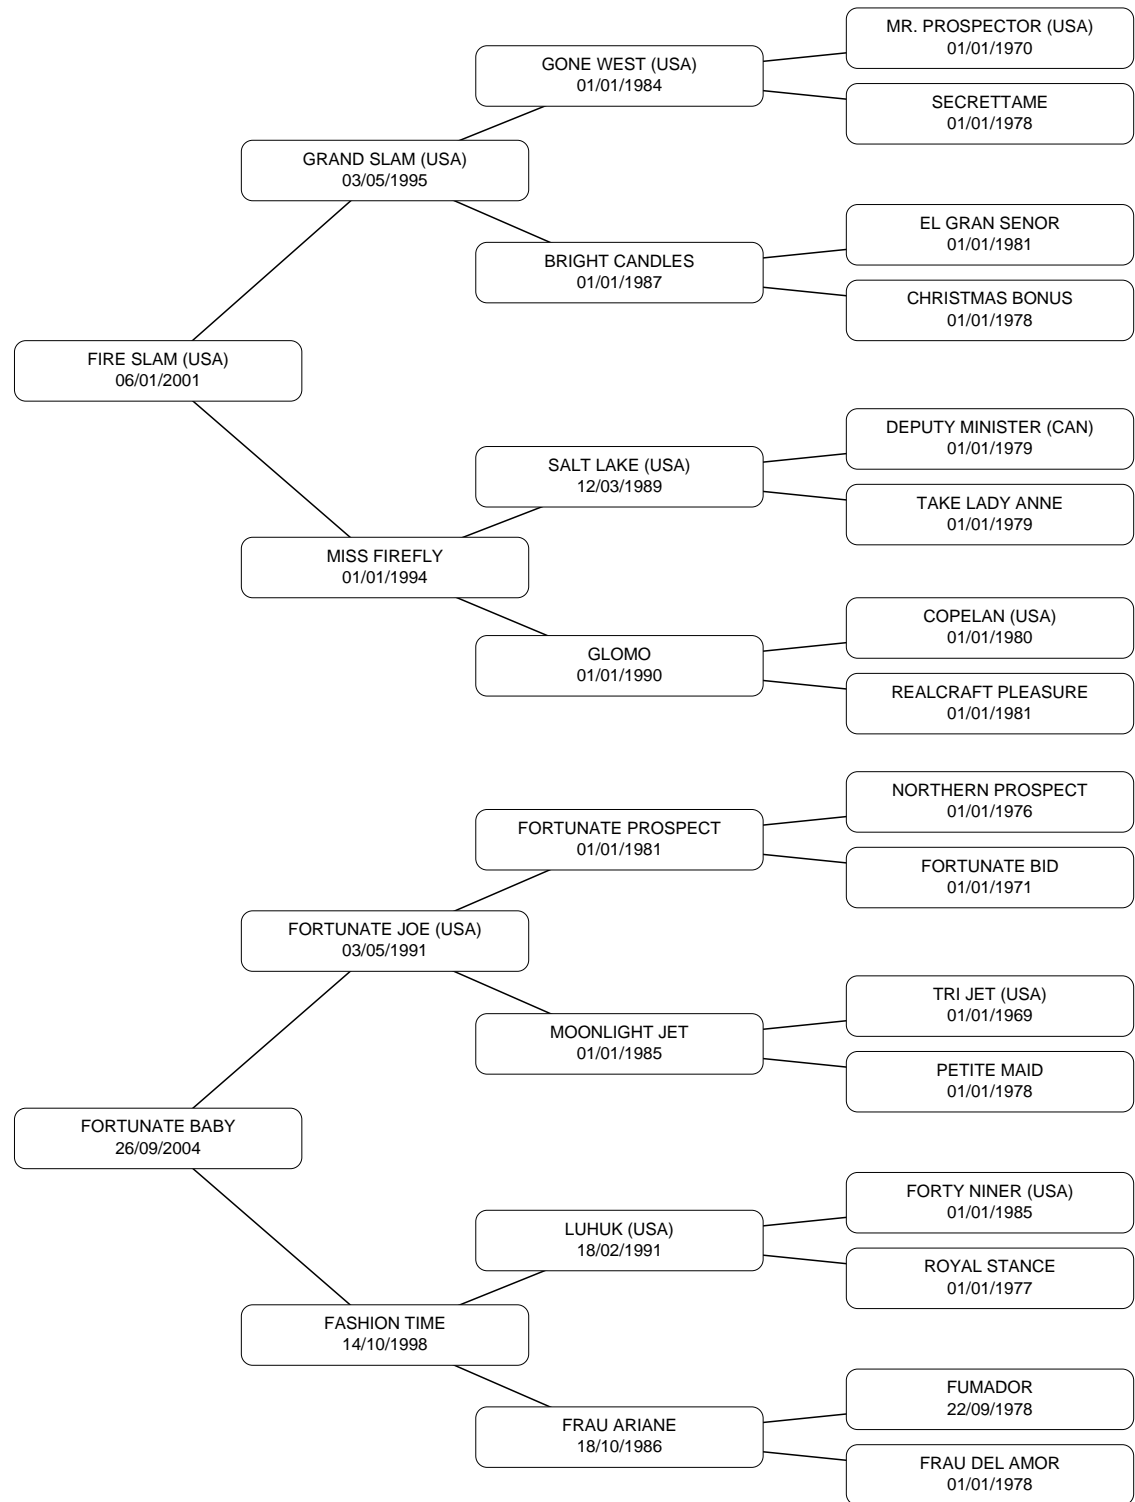 MR. PROSPECTOR (USA)
01/01/1970
GONE WEST (USA)
01/01/1984
SECRETTAME
01/01/1978
GRAND SLAM (USA)
03/05/1995
EL GRAN SENOR
01/01/1981
BRIGHT CANDLES
01/01/1987
CHRISTMAS BONUS
01/01/1978
FIRE SLAM (USA)
06/01/2001
DEPUTY MINISTER (CAN)
01/01/1979
SALT LAKE (USA)
12/03/1989
TAKE LADY ANNE
01/01/1979
MISS FIREFLY
01/01/1994
COPELAN (USA)
01/01/1980
GLOMO
01/01/1990
REALCRAFT PLEASURE
01/01/1981
NORTHERN PROSPECT
01/01/1976
FORTUNATE PROSPECT
01/01/1981
FORTUNATE BID
01/01/1971
FORTUNATE JOE (USA)
03/05/1991
TRI JET (USA)
01/01/1969
MOONLIGHT JET
01/01/1985
PETITE MAID
01/01/1978
FORTUNATE BABY
26/09/2004
FORTY NINER (USA)
01/01/1985
LUHUK (USA)
18/02/1991
ROYAL STANCE
01/01/1977
FASHION TIME
14/10/1998
FUMADOR
22/09/1978
FRAU ARIANE
18/10/1986
FRAU DEL AMOR
01/01/1978